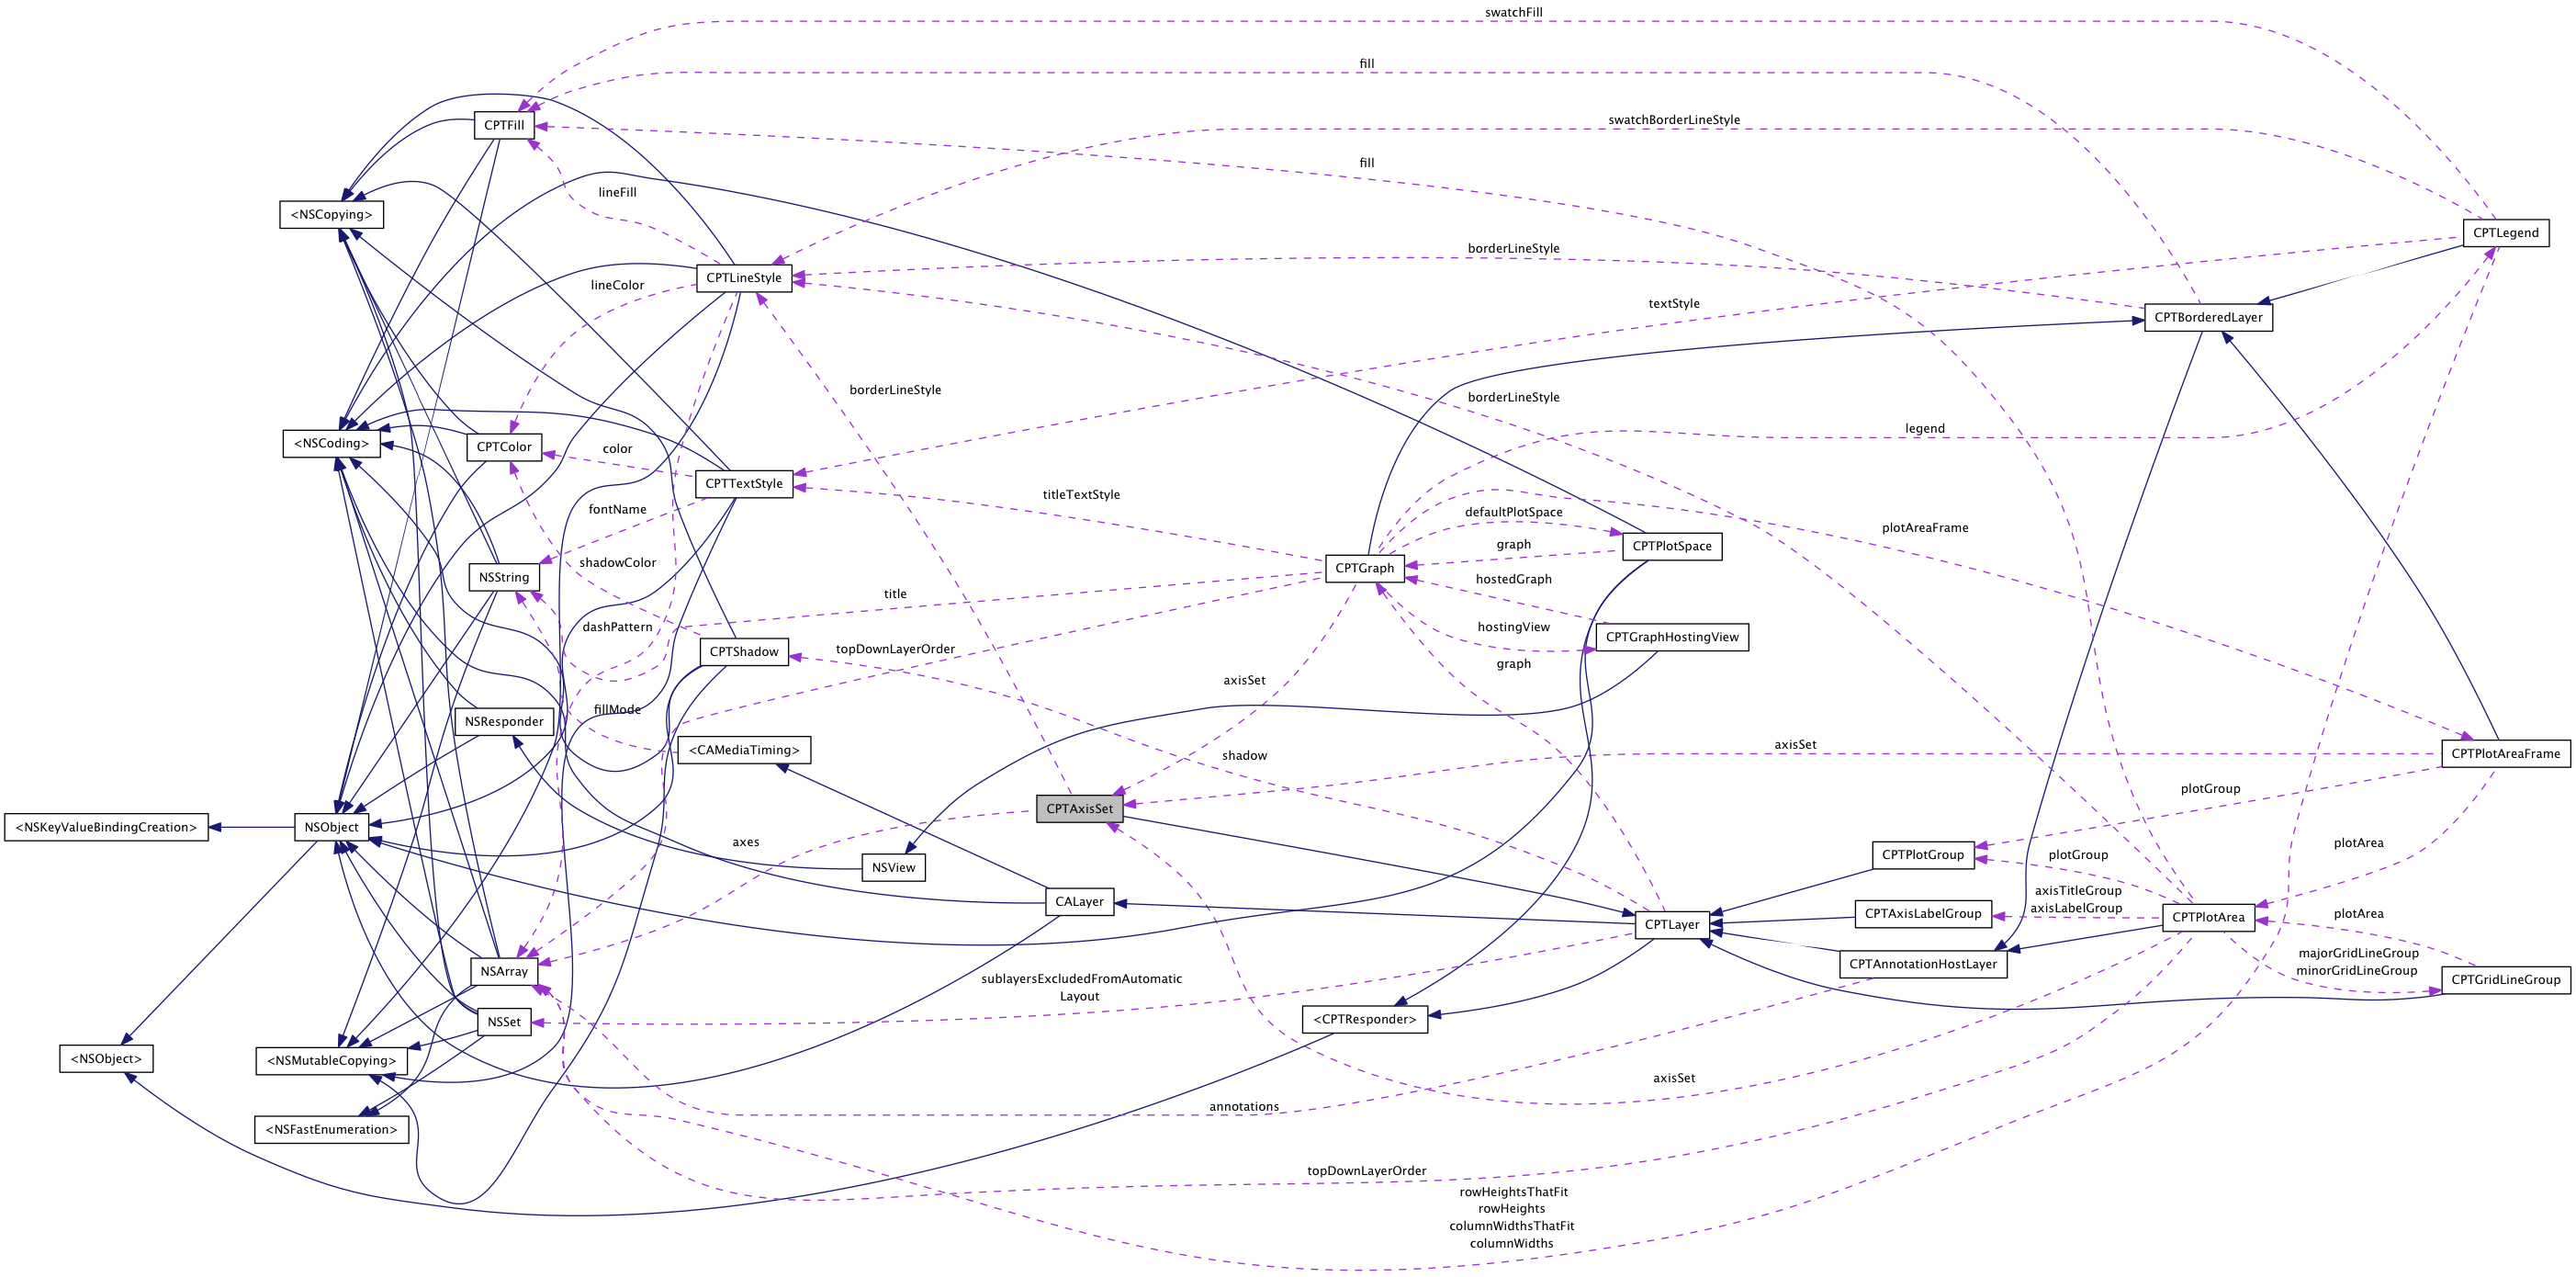 swatchFill
fill
CPTFill
swatchBorderLineStyle
fill
lineFill
<NSCopying>
CPTLegend
borderLineStyle
CPTLineStyle
lineColor
textStyle
CPTBorderedLayer
borderLineStyle
borderLineStyle
legend
<NSCoding>
CPTColor
color
CPTTextStyle
titleTextStyle
fontName
defaultPlotSpace
plotAreaFrame
graph
CPTPlotSpace
shadowColor
NSString
CPTGraph
hostedGraph
title
dashPattern
hostingView
CPTGraphHostingView
CPTShadow
topDownLayerOrder
graph
axisSet
fillMode
NSResponder
<CAMediaTiming>
shadow
axisSet
CPTPlotAreaFrame
plotGroup
CPTAxisSet
<NSKeyValueBindingCreation>
NSObject
axes
plotArea
NSView
CPTPlotGroup
plotGroup
axisTitleGroup
axisLabelGroup
CALayer
CPTAxisLabelGroup
CPTPlotArea
plotArea
CPTLayer
majorGridLineGroup
minorGridLineGroup
CPTAnnotationHostLayer
NSArray
sublayersExcludedFromAutomatic
Layout
CPTGridLineGroup
NSSet
<CPTResponder>
<NSObject>
<NSMutableCopying>
axisSet
annotations
<NSFastEnumeration>
topDownLayerOrder
rowHeightsThatFit
rowHeights
columnWidthsThatFit
columnWidths